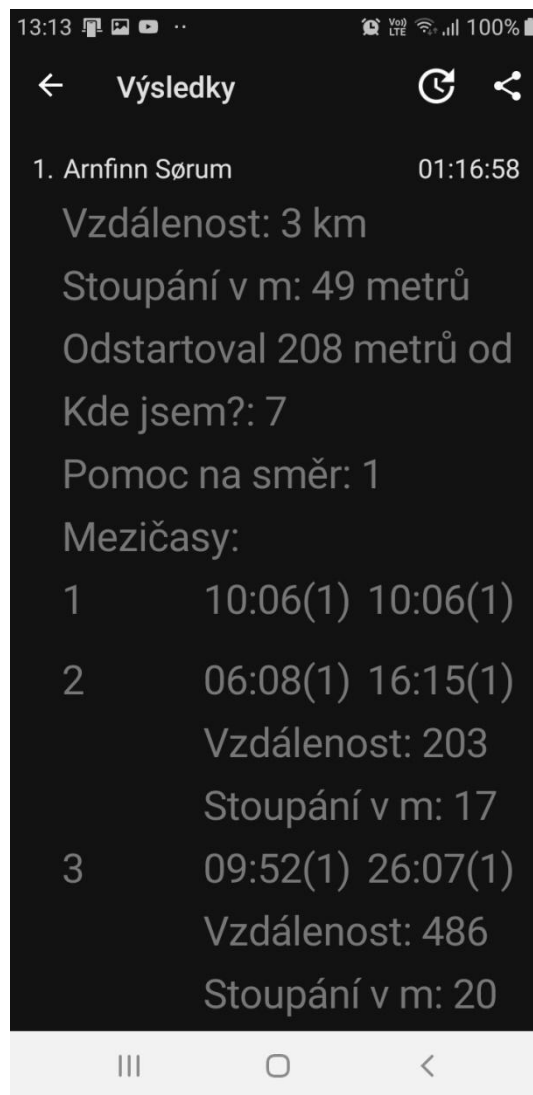 13:13 Vo)) LTE 100%
Výsledky
1. Arnfinn Sørum 01:16:58
Vzdálenost: 3 km
Stoupání v m: 49 metrů
Odstartoval 208 metrů od
Kde jsem?: 7
Pomoc na směr: 1
Mezičasy:
1 10:06(1) 10:06(1)
2 06:08(1) 16:15(1)
Vzdálenost: 203
Stoupání v m: 17
3 09:52(1) 26:07(1)
Vzdálenost: 486
Stoupání v m: 20